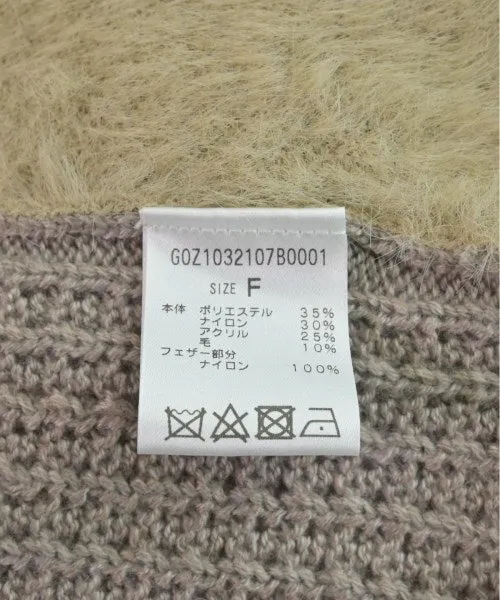 GOZ1032107B0001
SIZE F
本体 ポリエステル 35%
ナイロン 30%
アクリル 25%
毛 10%
フェザー部分
ナイロン 100%